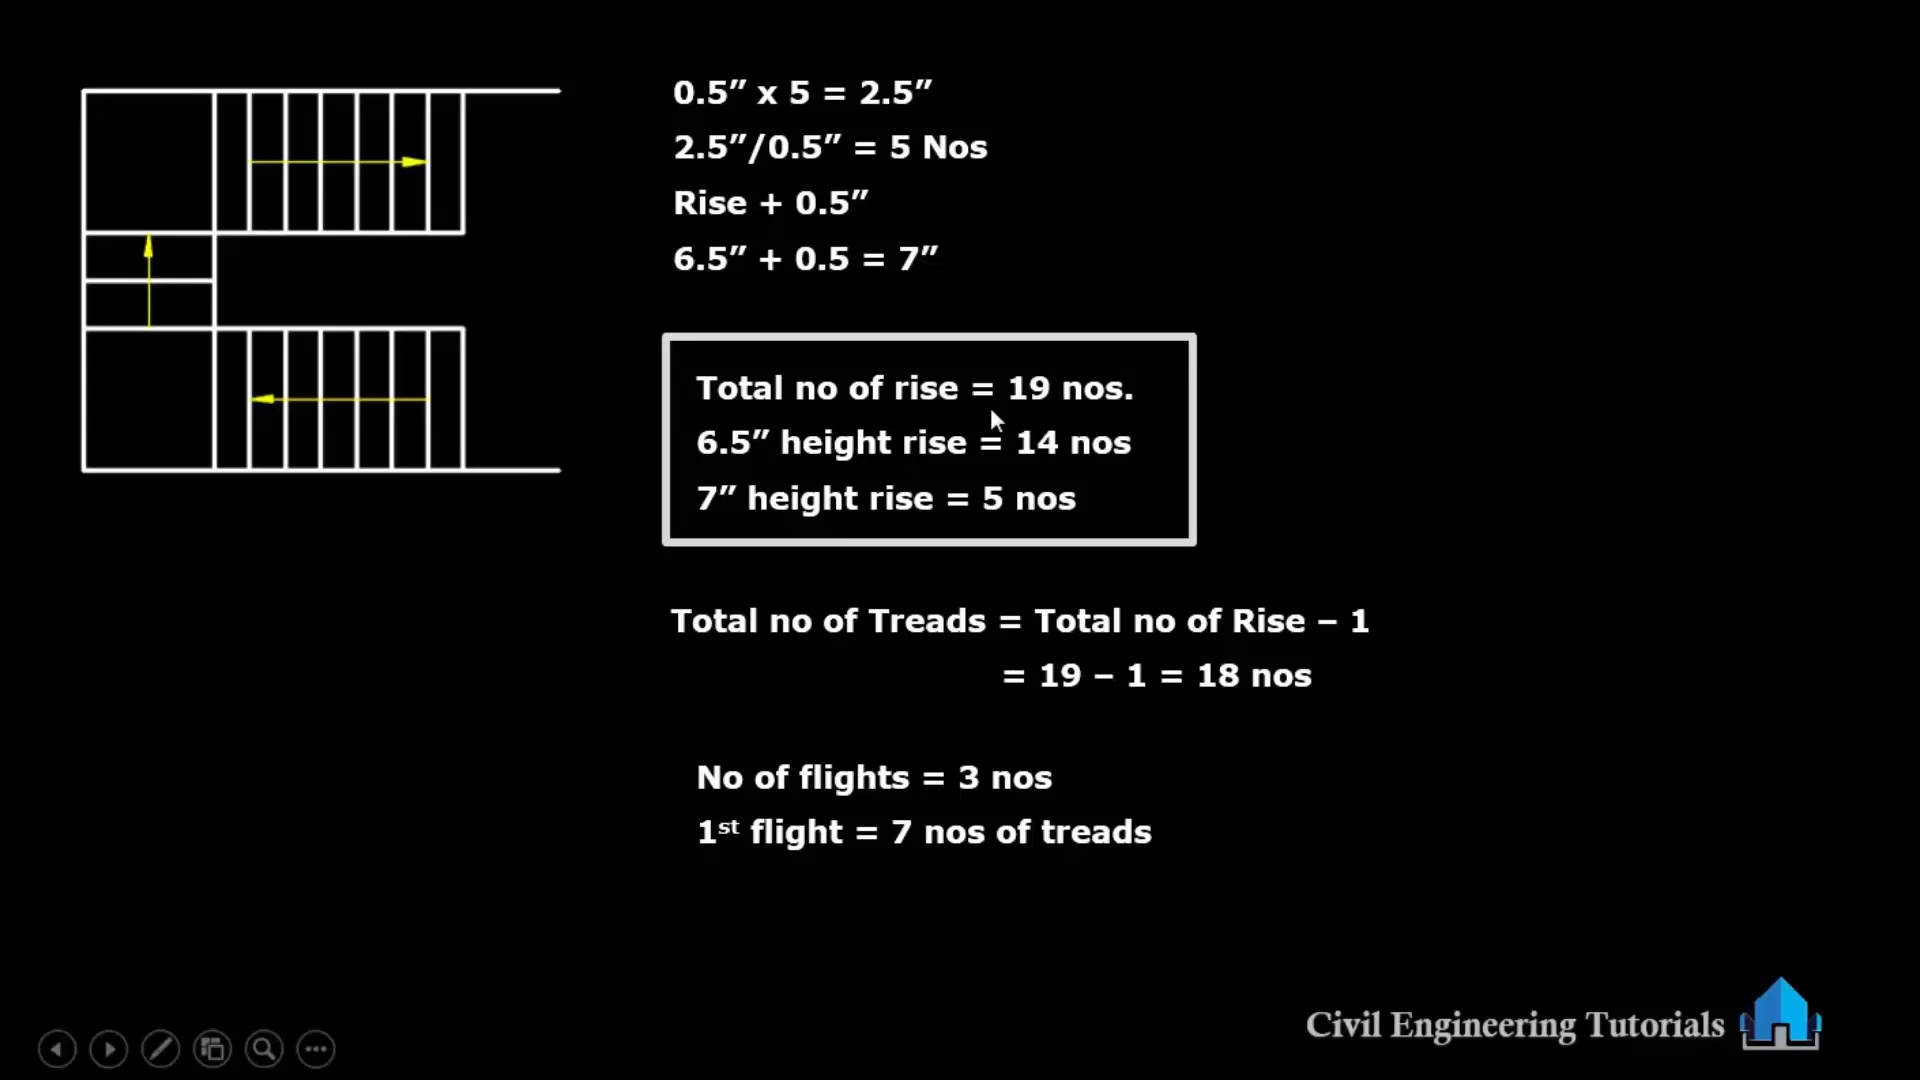 0.5” x 5 = 2.5”
2.5”/0.5” = 5 Nos
Rise + 0.5”
6.5” + 0.5 = 7”
Total no of rise = 19 nos.
6.5” height rise = 14 nos
7” height rise = 5 nos
Total no of Treads = Total no of Rise – 1
= 19 – 1 = 18 nos
No of flights = 3 nos
1st flight = 7 nos of treads
Civil Engineering Tutorials